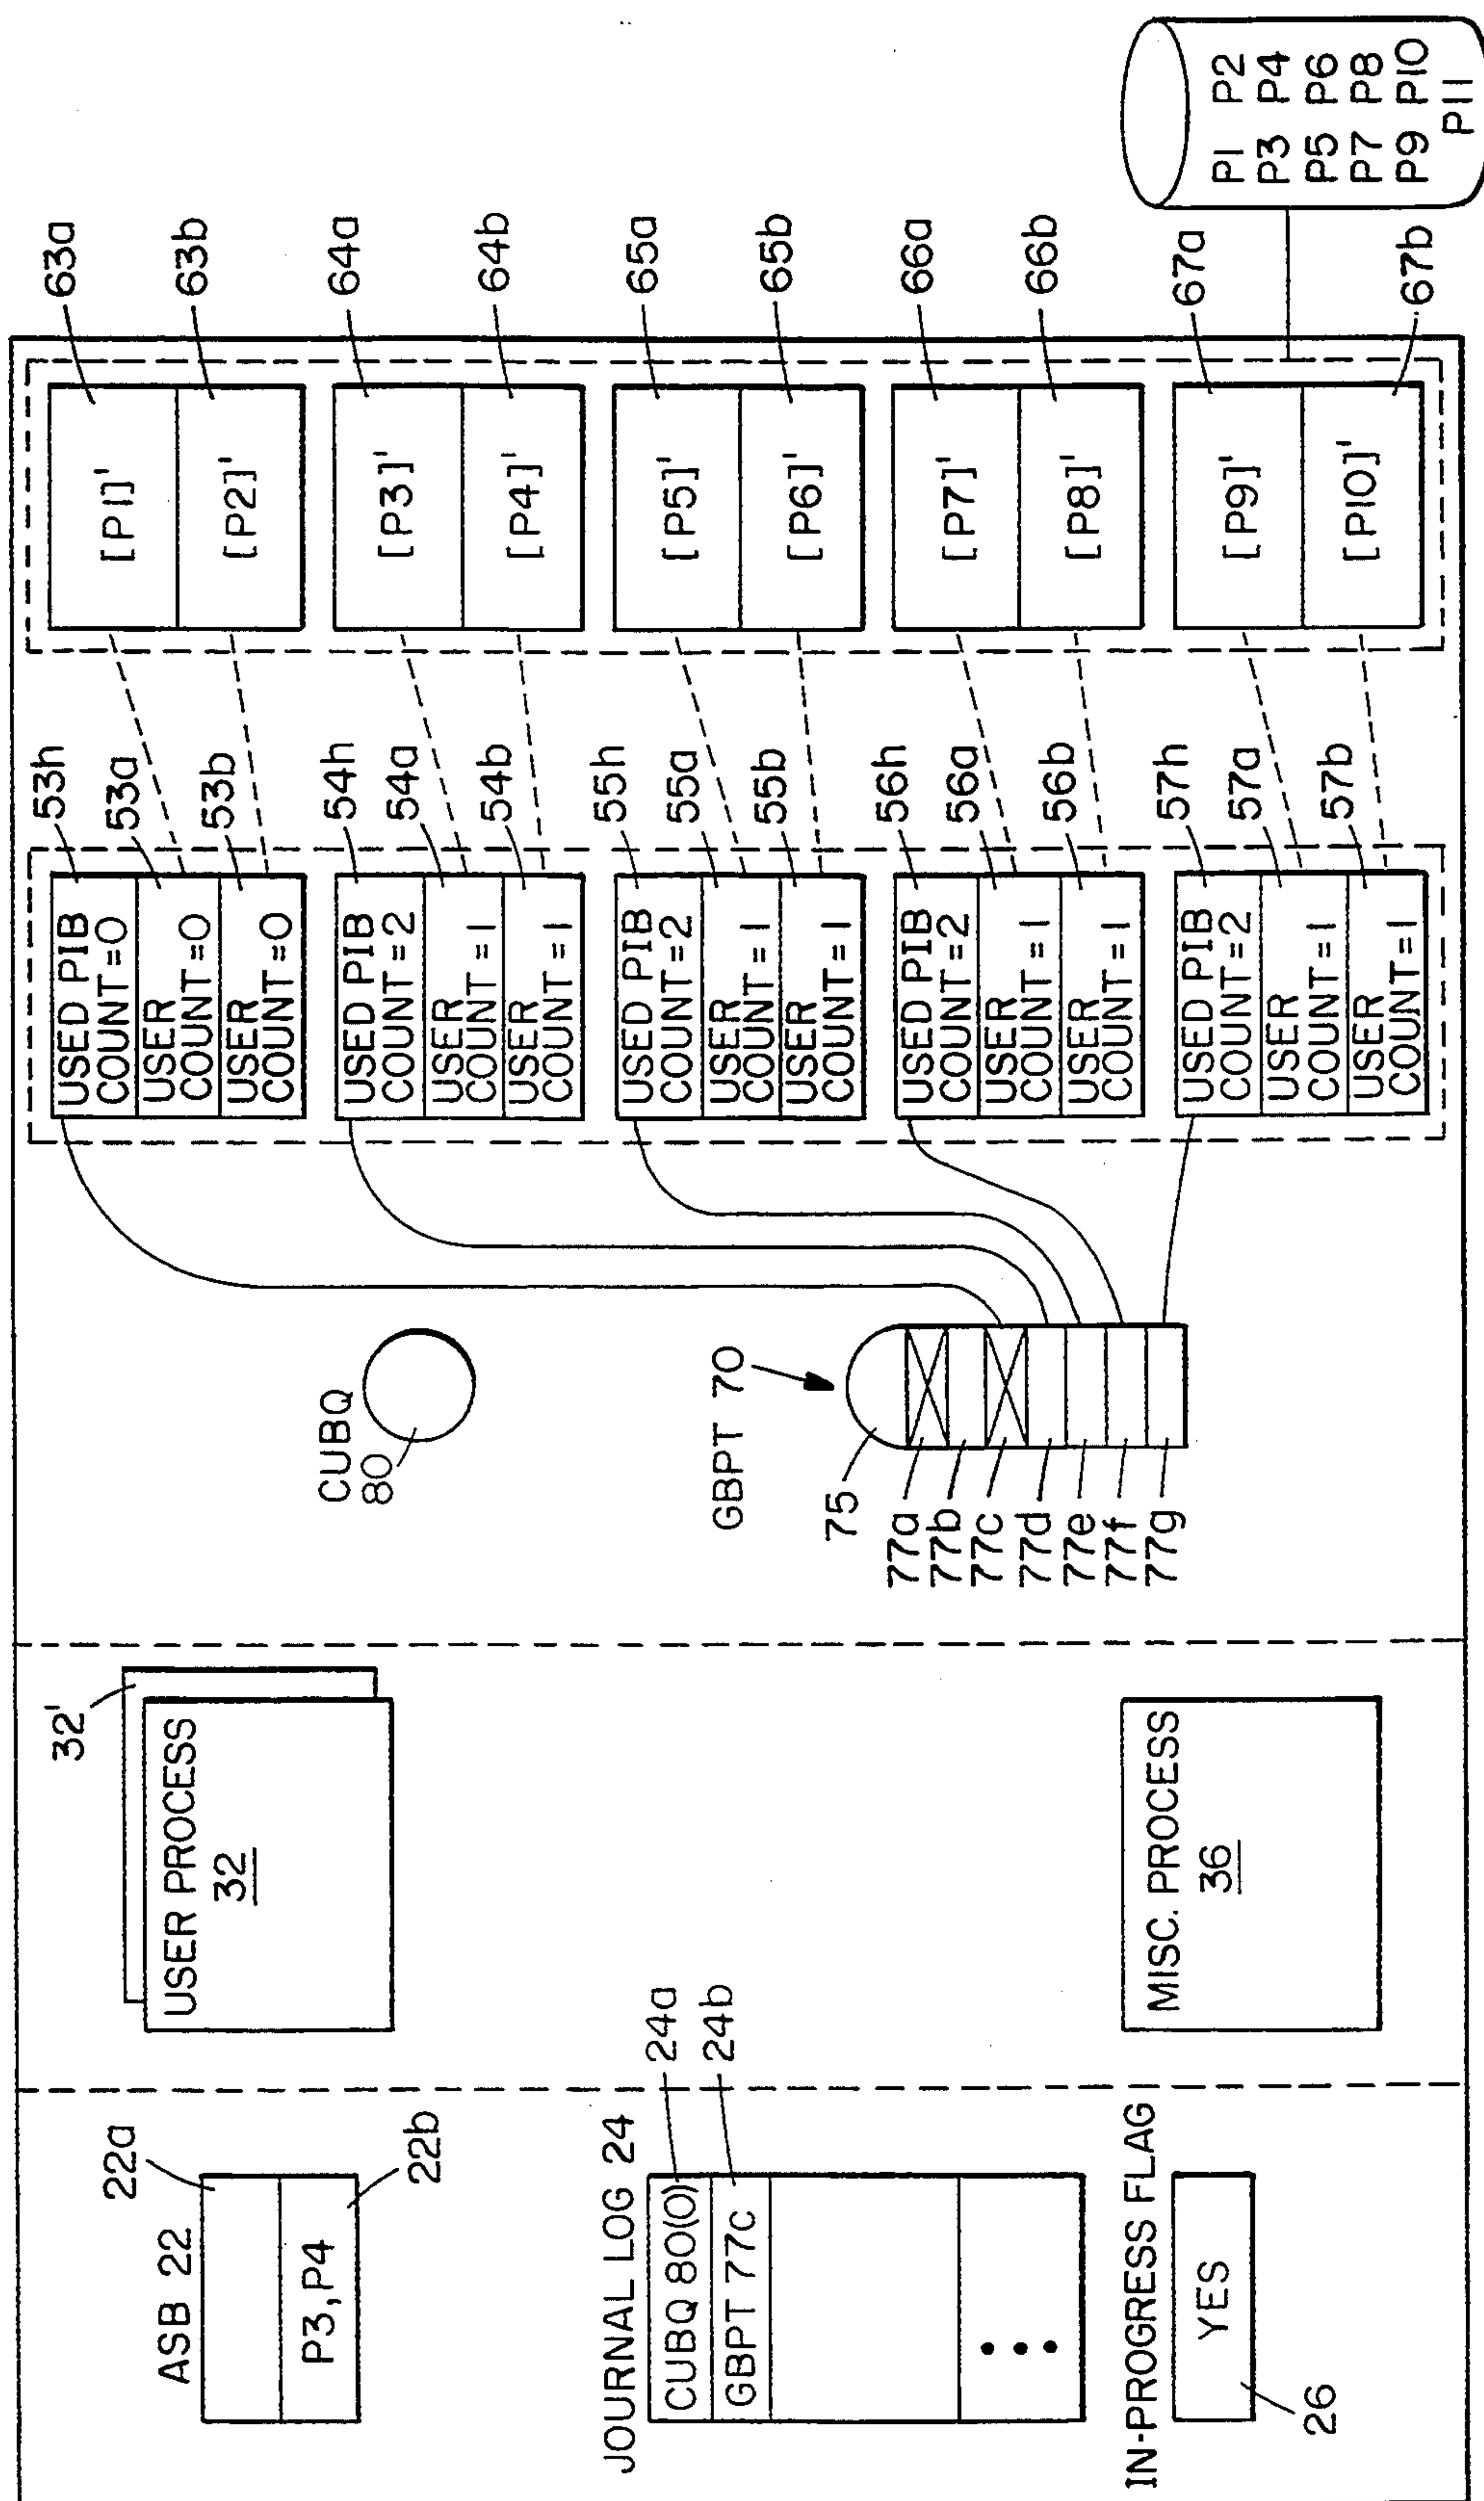 ASB 22
22a
P3,P4
22b
JOURNAL LOG 24
CUBQ 80(0)
24a
GBPT 77c
24b
IN-PROGRESS FLAG
YES
26
32'
USER PROCESS
32
MISC. PROCESS
36
CUBQ
80
GBPT 70
75
77a
77b
77c
77d
77e
77f
77g
USED PIB
COUNT=0
53h
USER
COUNT=0
53a
USER
COUNT=0
53b
USED PIB
COUNT=2
54h
USER
COUNT=1
54a
USER
COUNT=1
54b
USED PIB
COUNT=2
55h
USER
COUNT=1
55a
USER
COUNT=1
55b
USED PIB
COUNT=2
56h
USER
COUNT=1
56a
USER
COUNT=1
56b
USED PIB
COUNT=2
57h
USER
COUNT=1
57a
USER
COUNT=1
57b
[P1]'
63a
[P2]'
63b
[P3]'
64a
[P4]'
64b
[P5]'
65a
[P6]'
65b
[P7]'
66a
[P8]'
66b
[P9]'
67a
[P10]'
67b
P1 P2
P3 P4
P5 P6
P7 P8
P9 P10
P11